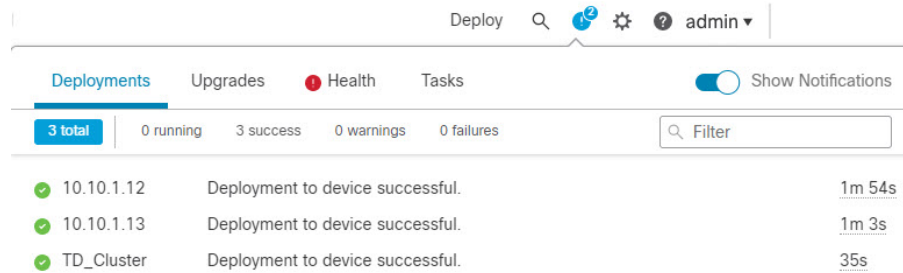 Deploy 2 ? admin
Deployments Upgrades ! Health Tasks Show Notifications
3 total 0 running 3 success 0 warnings 0 failures Filter
10.10.1.12 Deployment to device successful. 1m 54s
10.10.1.13 Deployment to device successful. 1m 3s
TD_Cluster Deployment to device successful. 35s